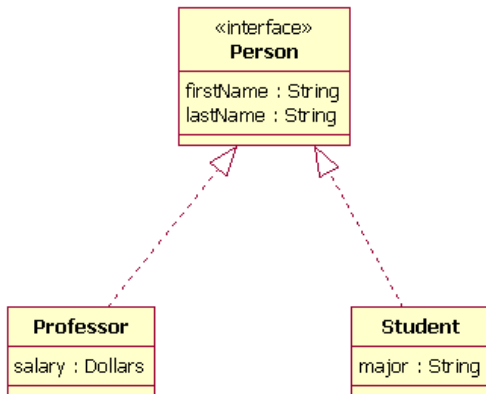 «interface»
Person
firstName : String
lastName : String
Professor
salary : Dollars
Student
major : String